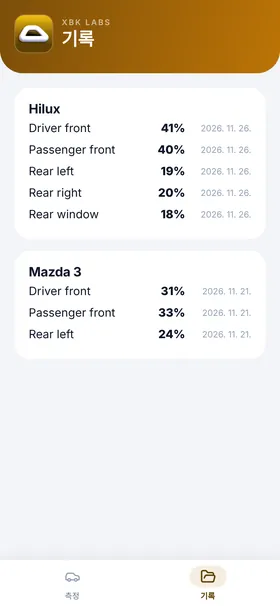 XBK LABS
기록
Hilux
Driver front 41% 2026. 11. 26.
Passenger front 40% 2026. 11. 26.
Rear left 19% 2026. 11. 26.
Rear right 20% 2026. 11. 26.
Rear window 18% 2026. 11. 26.
Mazda 3
Driver front 31% 2026. 11. 21.
Passenger front 33% 2026. 11. 21.
Rear left 24% 2026. 11. 21.
측정 기록